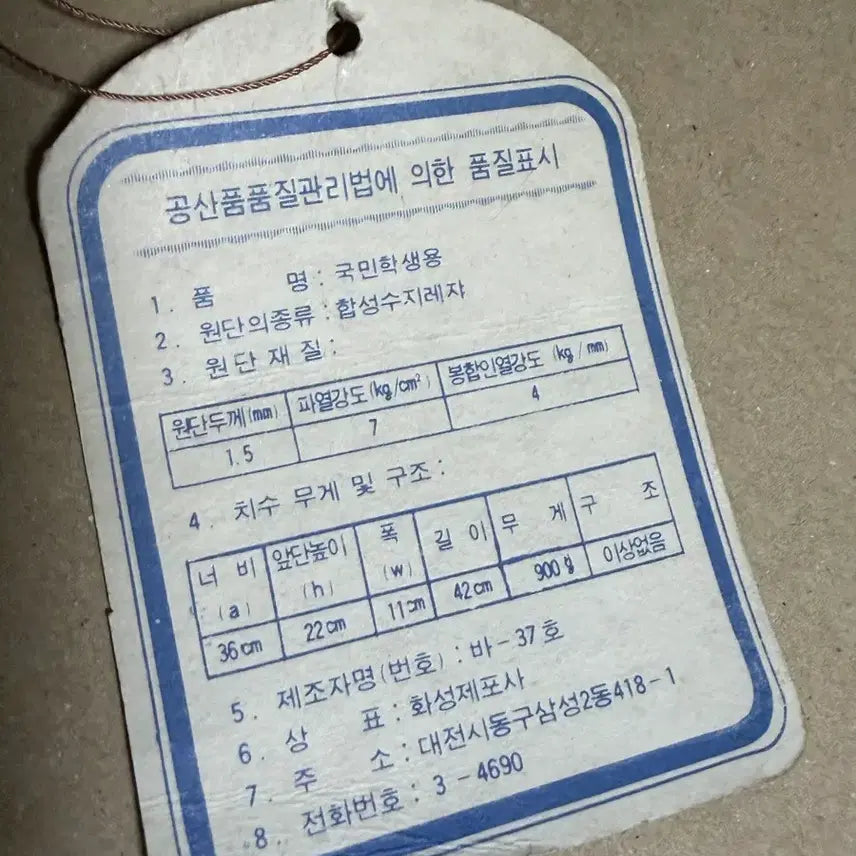 공산품품질관리법에 의한 품질표시
1. 품 명 : 국민학생용
2. 원단의종류 : 합성수지레쟈
3. 원단재질 :
원단두께(mm) 파열강도(kg/cm²) 봉합인열강도 (kg/mm)
1.5 7 4
4. 치수 무게 및 구조 :
너 비 (a) 앞단높이 (h) 폭 (w) 길 이 무 게 구 조
36cm 22cm 11cm 42cm 900g 이상없음
5. 제조자명(번호) : 바-37호
6. 상 표 : 화성제포사
7. 주 소 : 대전시동구삼성2동418-1
8. 전화번호 : 3-4690